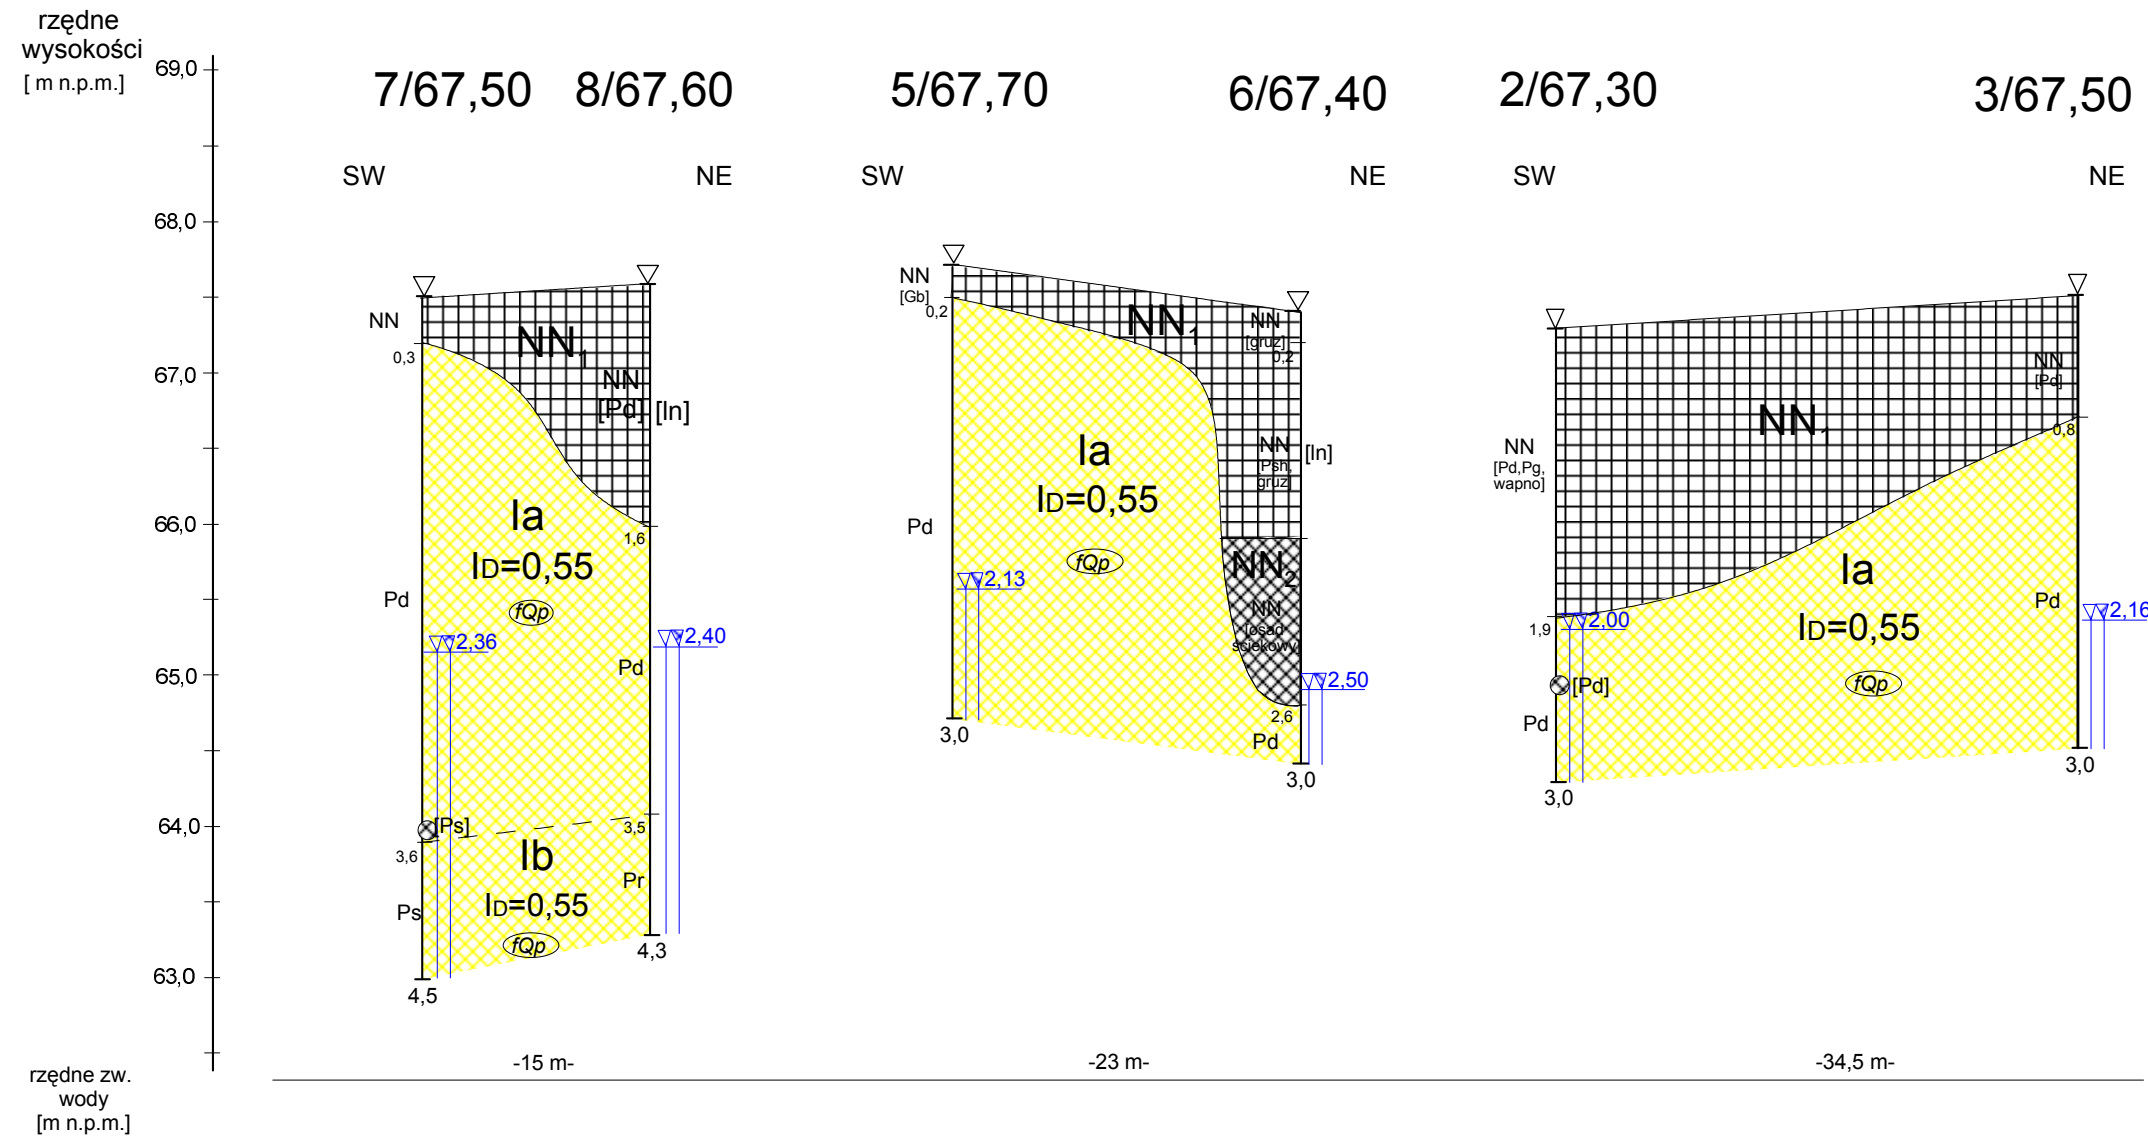 rzędne
wysokości
[ m n.p.m.]
69,0
68,0
67,0
66,0
65,0
64,0
63,0
7/67,50
8/67,60
5/67,70
6/67,40
2/67,30
3/67,50
SW
NE
SW
NE
SW
NE
NN
0,3
NN1
NN
[Pd]
[ln]
Ia
ID=0,55
fQp
1,6
Pd
2,36
2,40
Pd
[Ps]
3,5
3,6
Ib
ID=0,55
fQp
Pr
Ps
4,3
4,5
-15 m-
NN
[Gb]
0,2
NN1
NN
[gruz]
0,2
NN
[Psh,
gruz]
[ln]
Ia
ID=0,55
fQp
Pd
2,13
NN2
NN
[osad
ściekowy]
2,50
2,6
Pd
3,0
3,0
-23 m-
NN
[Pd]
0,8
NN1
NN
[Pd,Pg,
wapno]
Ia
ID=0,55
fQp
1,9
2,00
Pd
2,16
[Pd]
Pd
3,0
3,0
-34,5 m-
rzędne zw.
wody
[m n.p.m.]